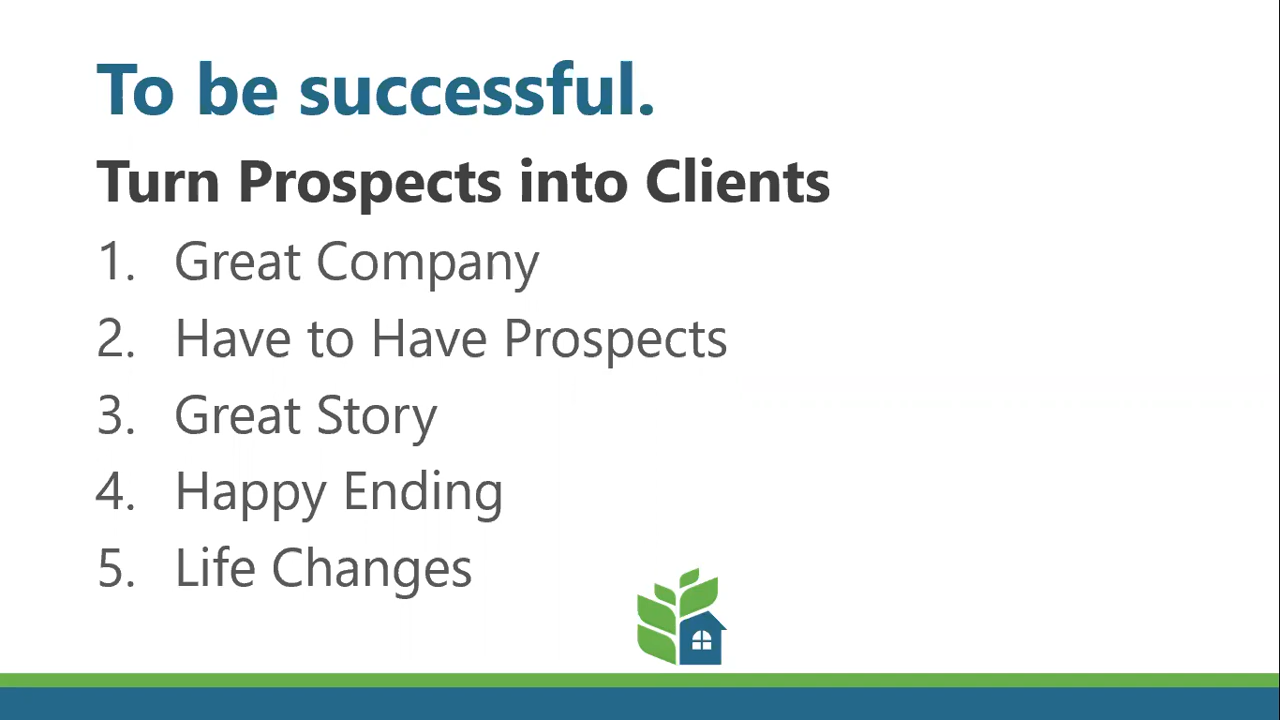 To be successful.
Turn Prospects into Clients
1. Great Company
2. Have to Have Prospects
3. Great Story
4. Happy Ending
5. Life Changes